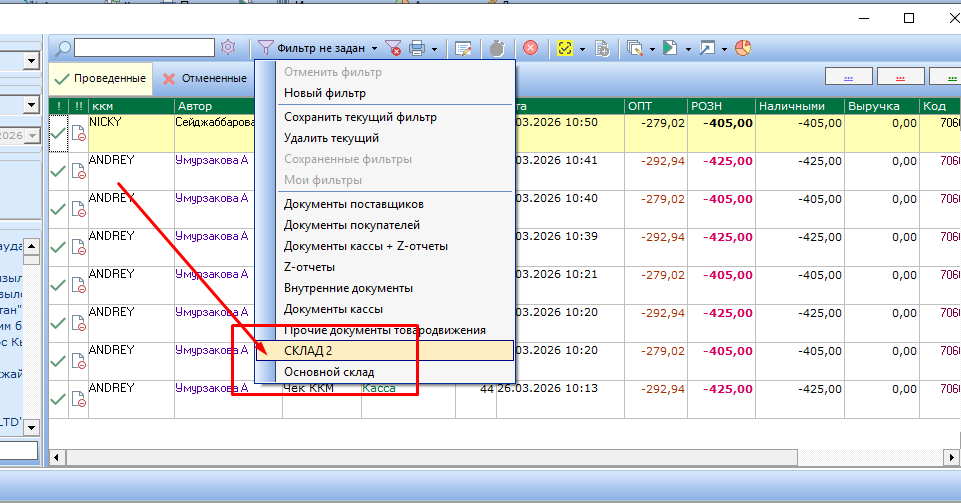 Фильтр не задан
Проведенные
Отмененные
Отменить фильтр
Новый фильтр
Сохранить текущий фильтр
Удалить текущий
Сохраненные фильтры
Мои фильтры
Документы поставщиков
Документы покупателей
Документы кассы + Z-отчеты
Z-отчеты
Внутренние документы
Документы кассы
Прочие документы товародвижения
СКЛАД 2
Основной склад
! !! ккм Автор та ОПТ РОЗН Наличными Выручка Код
NICKY Сейджаббарова 03.2026 10:50 -279,02 -405,00 -405,00 0,00 706
ANDREY Умурзакова А 03.2026 10:41 -292,94 -425,00 -425,00 0,00 706
ANDREY Умурзакова А 03.2026 10:40 -279,02 -405,00 -405,00 0,00 706
ANDREY Умурзакова А 03.2026 10:39 -292,94 -425,00 -425,00 0,00 706
ANDREY Умурзакова А 03.2026 10:21 -279,02 -405,00 -405,00 0,00 706
ANDREY Умурзакова А 03.2026 10:20 -292,94 -425,00 -425,00 0,00 706
ANDREY Умурзакова А 03.2026 10:20 -279,02 -405,00 -405,00 0,00 706
ANDREY Умурзакова А Чек ККМ Касса 44 26.03.2026 10:13 -292,94 -425,00 -425,00 0,00 706
2026
LTD"